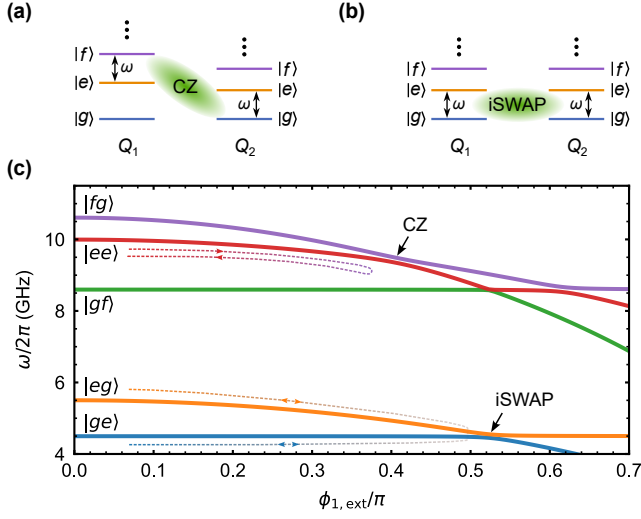 (a)
|f⟩
ω
|e⟩
|g⟩
CZ
|f⟩
|e⟩
ω
|g⟩
Q1
Q2
(b)
|f⟩
|e⟩
ω
|g⟩
iSWAP
|f⟩
|e⟩
ω
|g⟩
Q1
Q2
(c)
|fg⟩
|ee⟩
|gf⟩
|eg⟩
|ge⟩
CZ
iSWAP
10
8
6
4
ω/2π (GHz)
0.0 0.1 0.2 0.3 0.4 0.5 0.6 0.7
ϕ1, ext/π